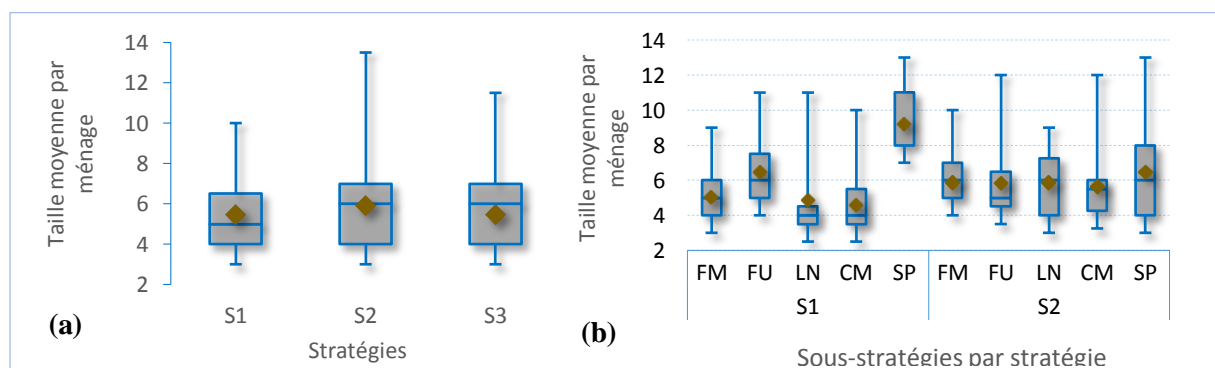 Taille moyenne par
ménage
14
12
10
8
6
4
2
S1 S2 S3
(a)
Stratégies
Taille moyenne par
ménage
14
12
10
8
6
4
2
FM FU LN CM SP FM FU LN CM SP
S1 S2
(b)
Sous-stratégies par stratégie